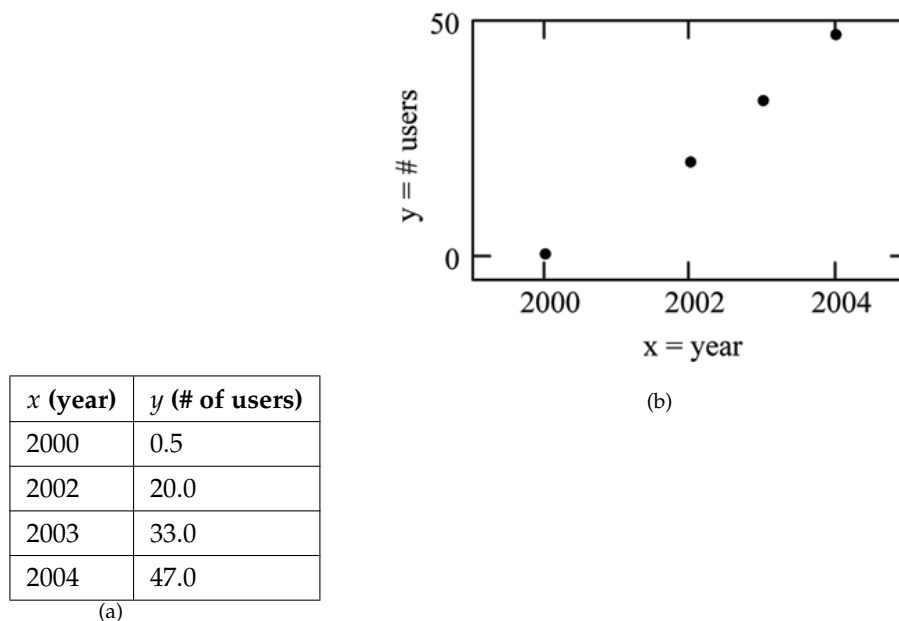 50
y = # users
0
2000 2002 2004
x = year
(b)
x (year) y (# of users)
2000 0.5
2002 20.0
2003 33.0
2004 47.0
(a)